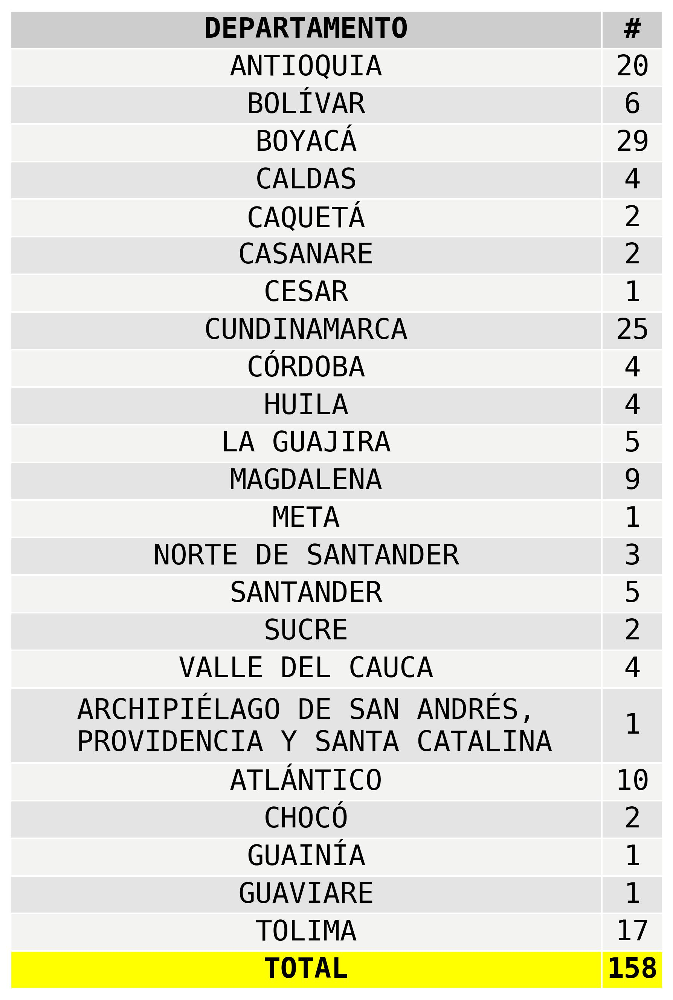 DEPARTAMENTO #
ANTIOQUIA 20
BOLÍVAR 6
BOYACÁ 29
CALDAS 4
CAQUETÁ 2
CASANARE 2
CESAR 1
CUNDINAMARCA 25
CÓRDOBA 4
HUILA 4
LA GUAJIRA 5
MAGDALENA 9
META 1
NORTE DE SANTANDER 3
SANTANDER 5
SUCRE 2
VALLE DEL CAUCA 4
ARCHIPIÉLAGO DE SAN ANDRÉS,
PROVIDENCIA Y SANTA CATALINA 1
ATLÁNTICO 10
CHOCÓ 2
GUAINÍA 1
GUAVIARE 1
TOLIMA 17
TOTAL 158